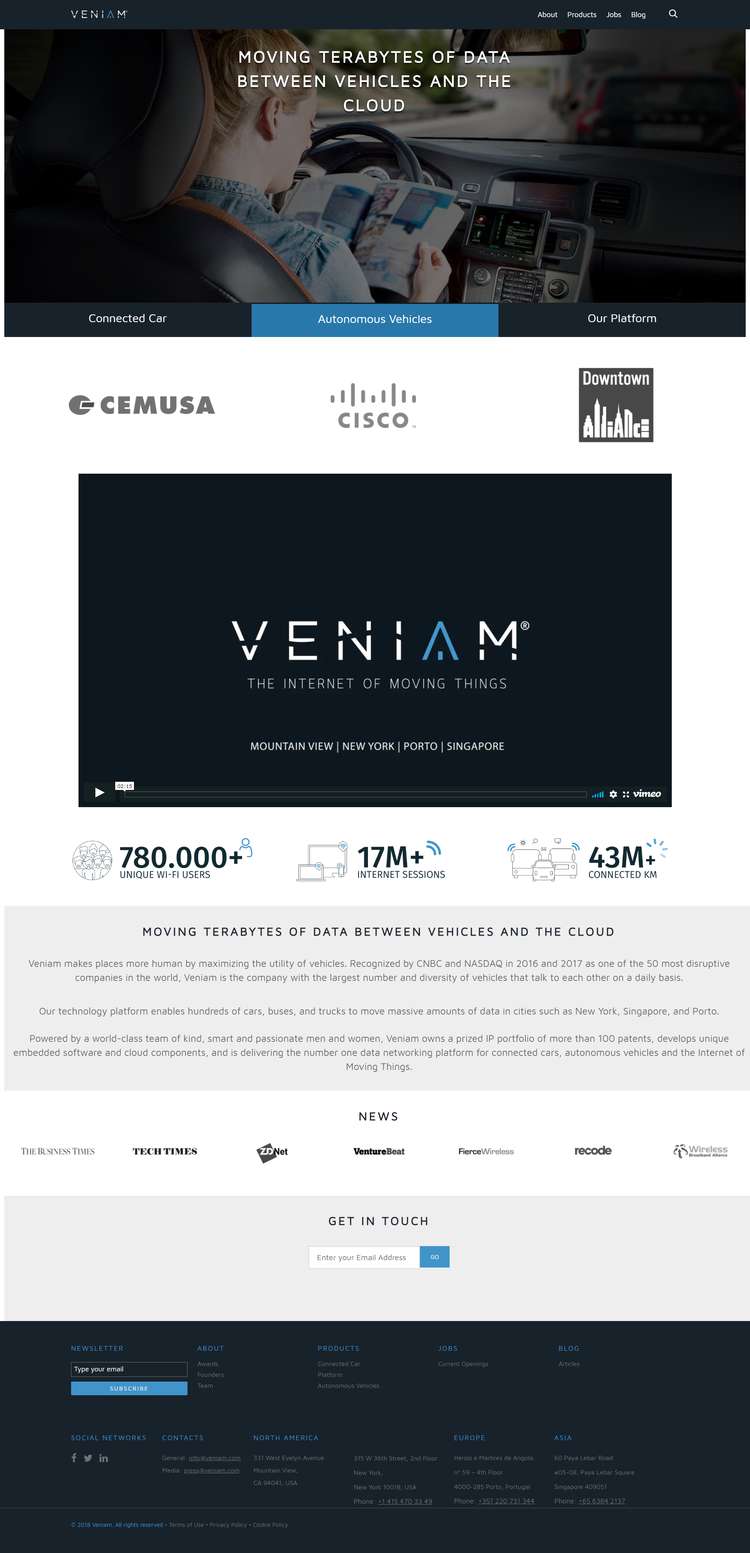 VENIAM®
About Products Jobs Blog
MOVING TERABYTES OF DATA
BETWEEN VEHICLES AND THE
CLOUD
Connected Car
Autonomous Vehicles
Our Platform
CEMUSA
CISCO
Downtown
ALLIANCE
VENIAM®
THE INTERNET OF MOVING THINGS
MOUNTAIN VIEW | NEW YORK | PORTO | SINGAPORE
02:15
vimeo
780.000+
UNIQUE WI-FI USERS
17M+
INTERNET SESSIONS
43M+
CONNECTED KM
MOVING TERABYTES OF DATA BETWEEN VEHICLES AND THE CLOUD
Veniam makes places more human by maximizing the utility of vehicles. Recognized by CNBC and NASDAQ in 2016 and 2017 as one of the 50 most disruptive
companies in the world, Veniam is the company with the largest number and diversity of vehicles that talk to each other on a daily basis.
Our technology platform enables hundreds of cars, buses, and trucks to move massive amounts of data in cities such as New York, Singapore, and Porto.
Powered by a world-class team of kind, smart and passionate men and women, Veniam owns a prized IP portfolio of more than 100 patents, develops unique
embedded software and cloud components, and is delivering the number one data networking platform for connected cars, autonomous vehicles and the Internet of
Moving Things.
NEWS
THE BUSINESS TIMES
TECH TIMES
ZDNet
VentureBeat
FierceWireless
recode
Wireless
Broadband Alliance
GET IN TOUCH
Enter your Email Address
GO
NEWSLETTER
Type your email
SUBSCRIBE
ABOUT
Awards
Founders
Team
PRODUCTS
Connected Car
Platform
Autonomous Vehicles
JOBS
Current Openings
BLOG
Articles
SOCIAL NETWORKS
CONTACTS
General: info@veniam.com
Media: press@veniam.com
NORTH AMERICA
331 West Evelyn Avenue
Mountain View,
CA 94041, USA
315 W 36th Street, 2nd Floor
New York,
New York 10018, USA
Phone : +1 415 470 33 49
EUROPE
Heróis e Mártires de Angola
nº 59 – 4th Floor
4000-285 Porto, Portugal
Phone : +351 220 731 344
ASIA
60 Paya Lebar Road
#05-08, Paya Lebar Square
Singapore 409051
Phone : +65 6384 2137
© 2018 Veniam. All rights reserved • Terms of Use • Privacy Policy • Cookie Policy